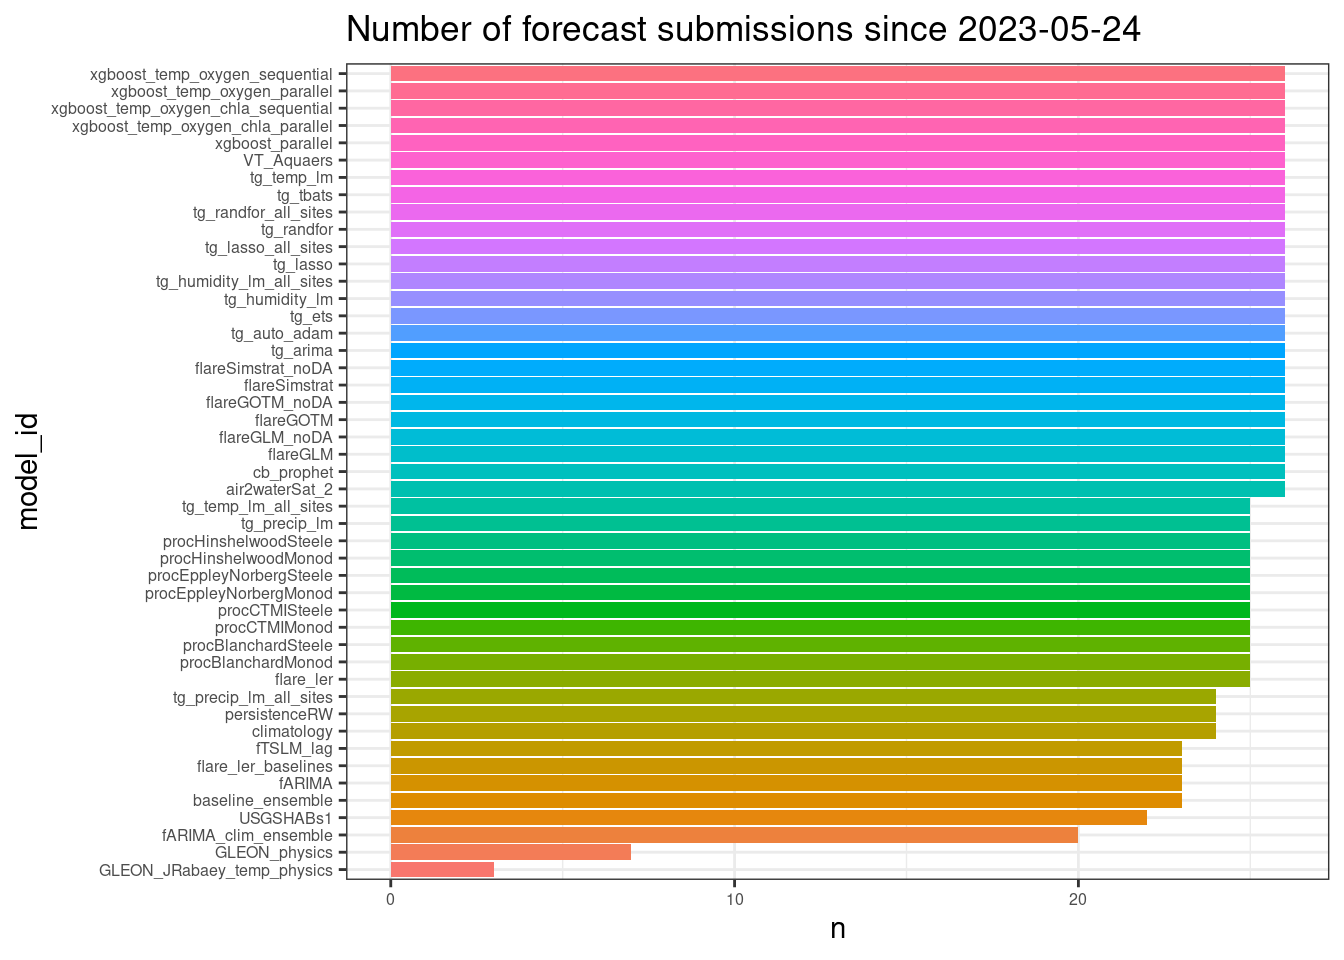 Number of forecast submissions since 2023-05-24
xgboost_temp_oxygen_sequential
xgboost_temp_oxygen_parallel
xgboost_temp_oxygen_chla_sequential
xgboost_temp_oxygen_chla_parallel
xgboost_parallel
VT_Aquaers
tg_temp_lm
tg_tbats
tg_randfor_all_sites
tg_randfor
tg_lasso_all_sites
tg_lasso
tg_humidity_lm_all_sites
tg_humidity_lm
tg_ets
tg_auto_adam
tg_arima
flareSimstrat_noDA
flareSimstrat
flareGOTM_noDA
flareGOTM
flareGLM_noDA
flareGLM
cb_prophet
air2waterSat_2
tg_temp_lm_all_sites
tg_precip_lm
procHinshelwoodSteele
procHinshelwoodMonod
procEppleyNorbergSteele
procEppleyNorbergMonod
procCTMISteele
procCTMIMonod
procBlanchardSteele
procBlanchardMonod
flare_ler
tg_precip_lm_all_sites
persistenceRW
climatology
fTSLM_lag
flare_ler_baselines
fARIMA
baseline_ensemble
USGSHABs1
fARIMA_clim_ensemble
GLEON_physics
GLEON_JRabaey_temp_physics
model_id
0 10 20
n